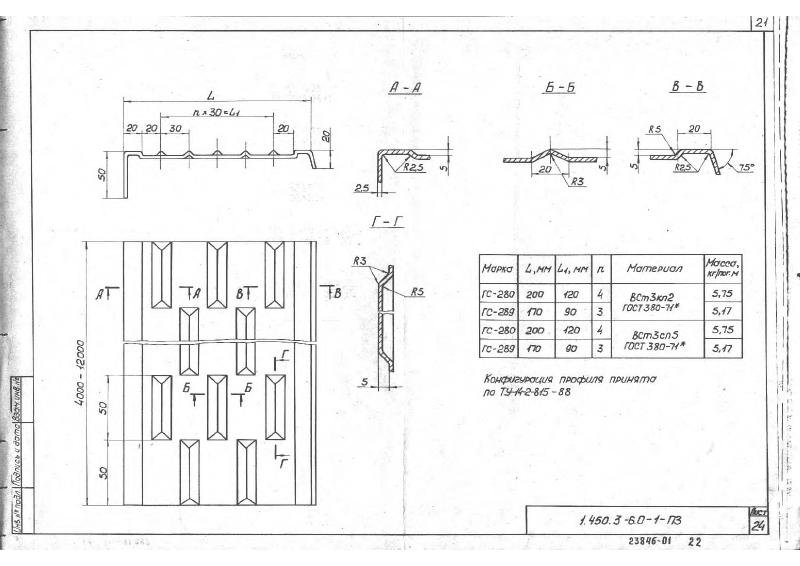 21
L
n×30=L1
20 20 30 20 20
50
А-А
5
R2,5
2,5
Б-Б
5
20
R3
В-В
R5 20
5
R2,5
75°
Г-Г
R3
R5
5
А А В В
4000-12000
Г
Б Б
50
Г
50
Марка L, мм L1, мм n Материал Масса, кг/пог.м
ГС-280 200 120 4 ВСт3кп2 5,75
ГС-289 170 90 3 ГОСТ 380-71* 5,17
ГС-280 200 120 4 ВСт3сп5 5,75
ГС-289 170 90 3 ГОСТ 380-71* 5,17
Конфигурация профиля принята
по ТУ-14-2-815-88
Инв.№ подл. Подпись и дата Взам.инв.№
1.450.3-6.0-1-ПЗ
Лист
24
23846-01 22